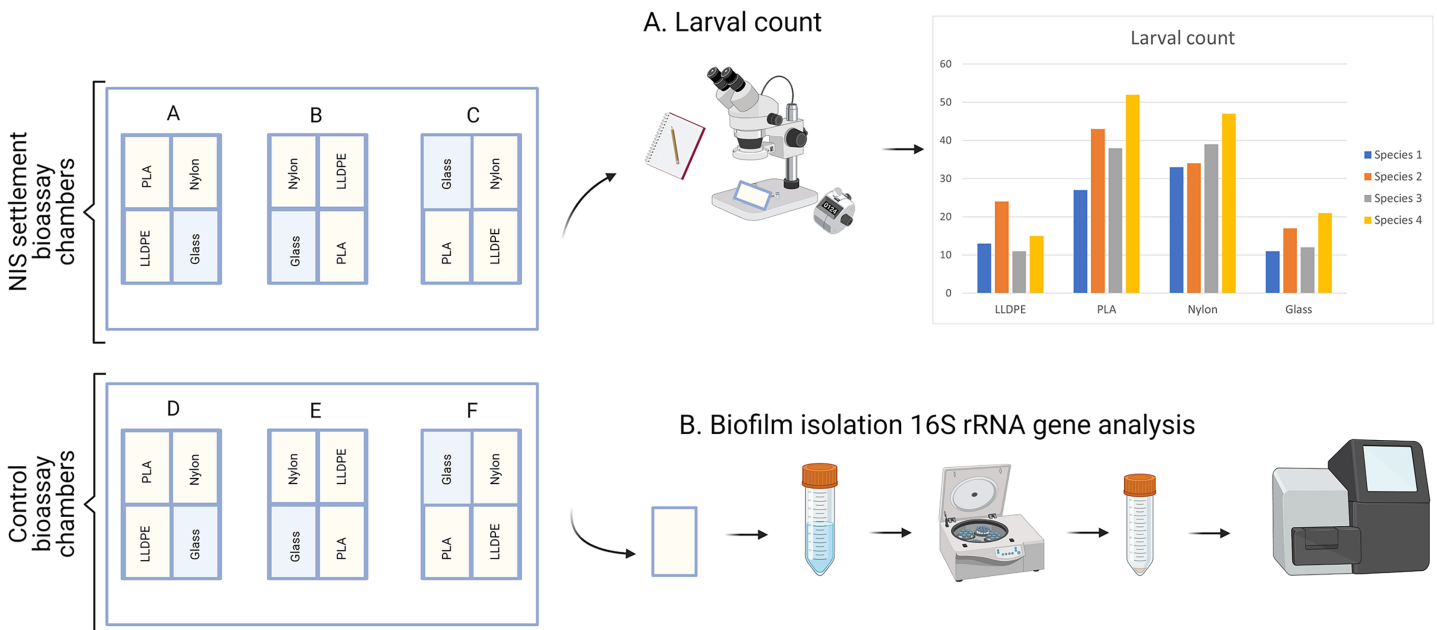 A. Larval count
NIS settlement
bioassay
chambers
A
B
C
PLA
Nylon
LLDPE
Glass
Nylon
LLDPE
Glass
PLA
Glass
Nylon
PLA
LLDPE
Larval count
60
50
40
30
20
10
0
LLDPE
PLA
Nylon
Glass
Species 1
Species 2
Species 3
Species 4
Control
bioassay
chambers
D
E
F
PLA
Nylon
LLDPE
Glass
Nylon
LLDPE
Glass
PLA
Glass
Nylon
PLA
LLDPE
B. Biofilm isolation 16S rRNA gene analysis